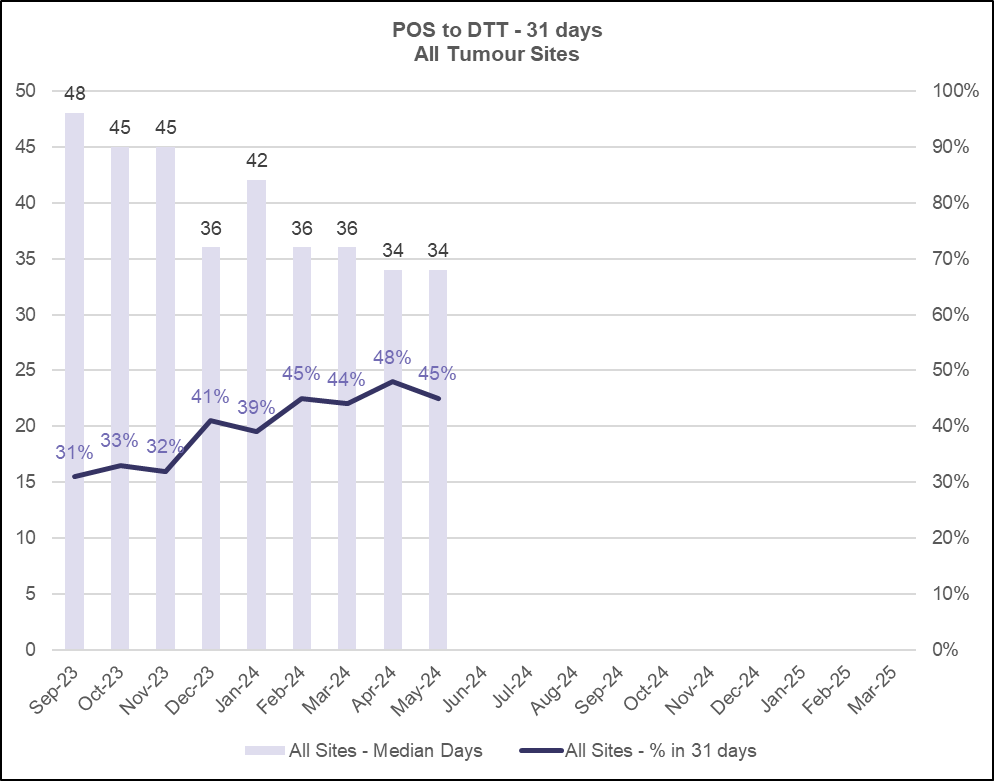 POS to DTT - 31 days
All Tumour Sites
50
45
40
35
30
25
20
15
10
5
0
48
45
45
36
42
36
36
34
34
31%
33%
32%
41%
39%
45%
44%
48%
45%
100%
90%
80%
70%
60%
50%
40%
30%
20%
10%
0%
Sep-23
Oct-23
Nov-23
Dec-23
Jan-24
Feb-24
Mar-24
Apr-24
May-24
Jun-24
Jul-24
Aug-24
Sep-24
Oct-24
Nov-24
Dec-24
Jan-25
Feb-25
Mar-25
All Sites - Median Days
All Sites - % in 31 days